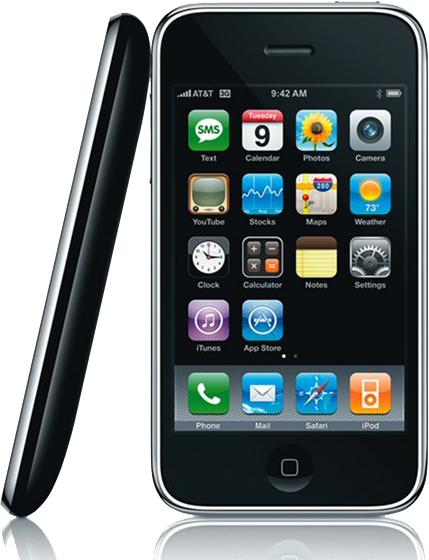 AT&T 3G 9:42 AM
SMS Tuesday 9 280 73°
Text Calendar Photos Camera
YouTube Stocks Maps Weather
Clock Calculator Notes Settings
iTunes App Store
Phone Mail Safari iPod